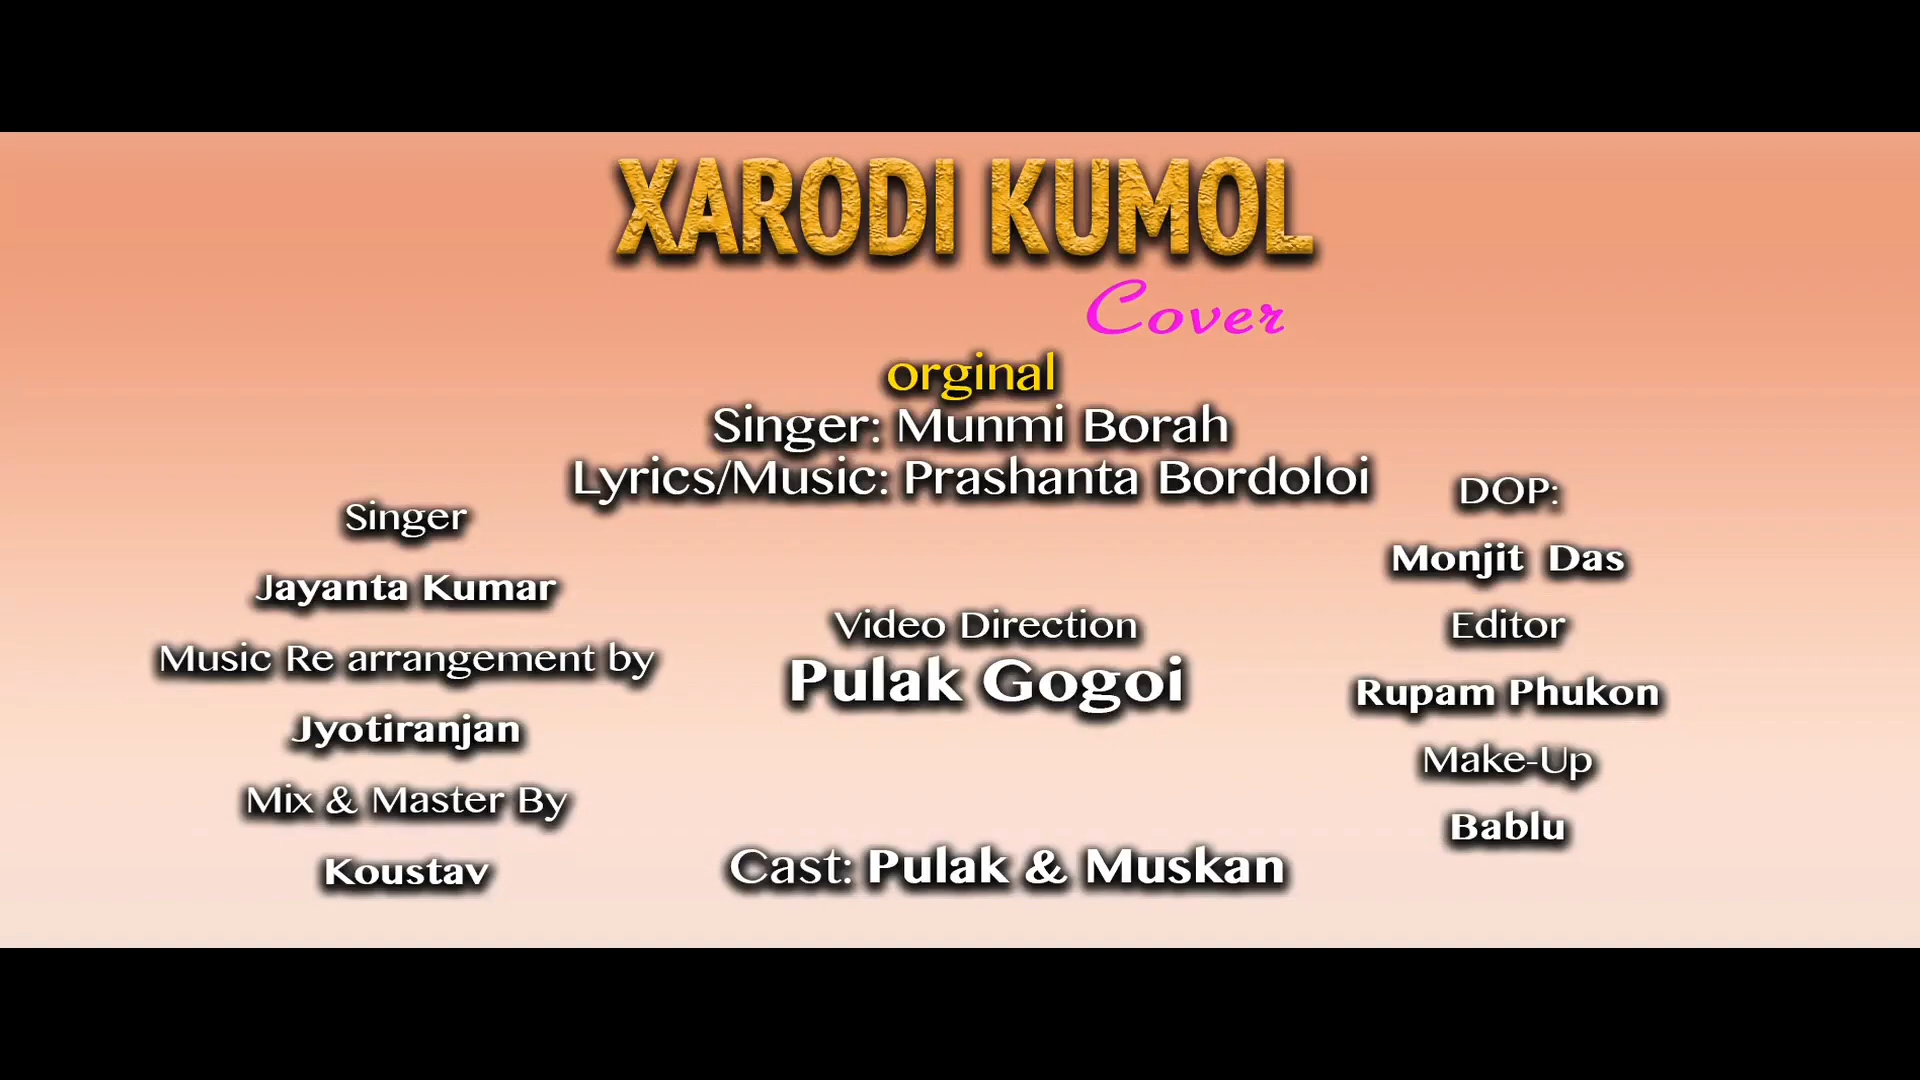 XARODI KUMOL
Cover
orginal
Singer: Munmi Borah
Lyrics/Music: Prashanta Bordoloi
Singer
Jayanta Kumar
Music Re arrangement by
Jyotiranjan
Mix & Master By
Koustav
Video Direction
Pulak Gogoi
Cast: Pulak & Muskan
DOP:
Monjit Das
Editor
Rupam Phukon
Make-Up
Bablu